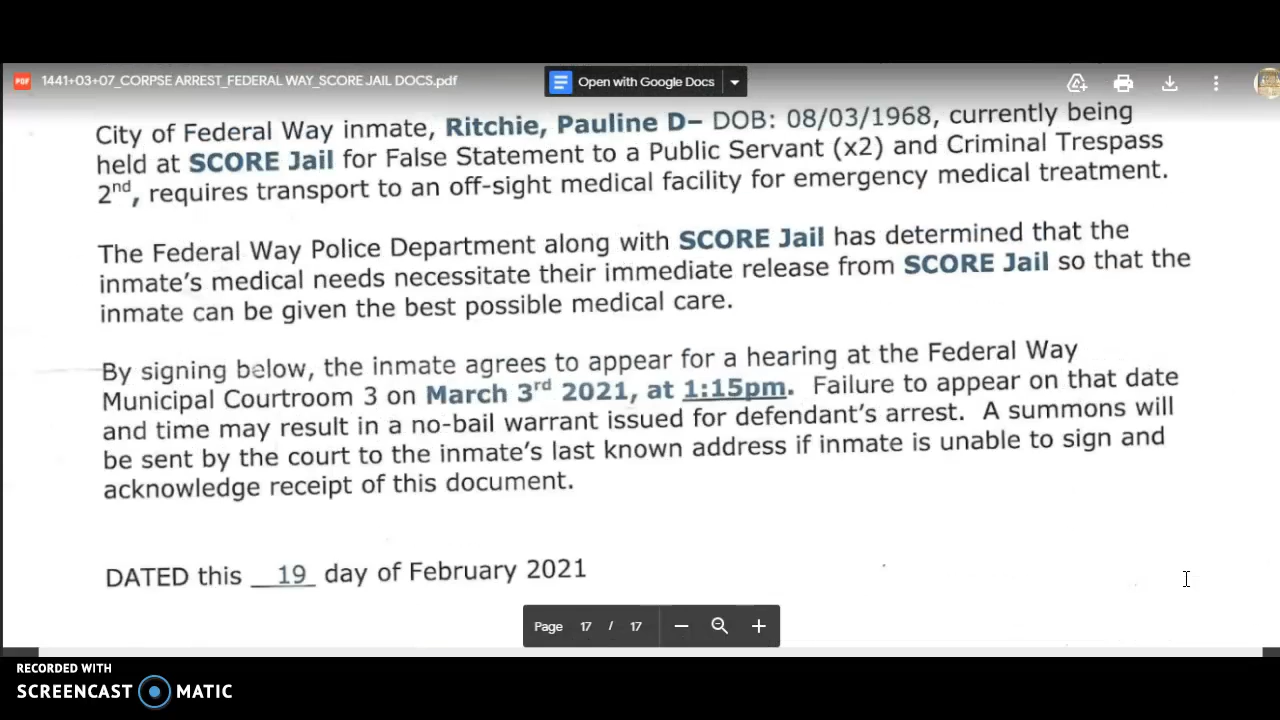 1441+03+07_CORPSE ARREST_FEDERAL WAY_SCORE JAIL DOCS.pdf
Open with Google Docs
City of Federal Way inmate, Ritchie, Pauline D– DOB: 08/03/1968, currently being
held at SCORE Jail for False Statement to a Public Servant (x2) and Criminal Trespass
2nd, requires transport to an off-sight medical facility for emergency medical treatment.
The Federal Way Police Department along with SCORE Jail has determined that the
inmate's medical needs necessitate their immediate release from SCORE Jail so that the
inmate can be given the best possible medical care.
By signing below, the inmate agrees to appear for a hearing at the Federal Way
Municipal Courtroom 3 on March 3rd 2021, at 1:15pm. Failure to appear on that date
and time may result in a no-bail warrant issued for defendant's arrest. A summons will
be sent by the court to the inmate's last known address if inmate is unable to sign and
acknowledge receipt of this document.
DATED this __19_ day of February 2021
Page 17 / 17
RECORDED WITH
SCREENCAST MATIC